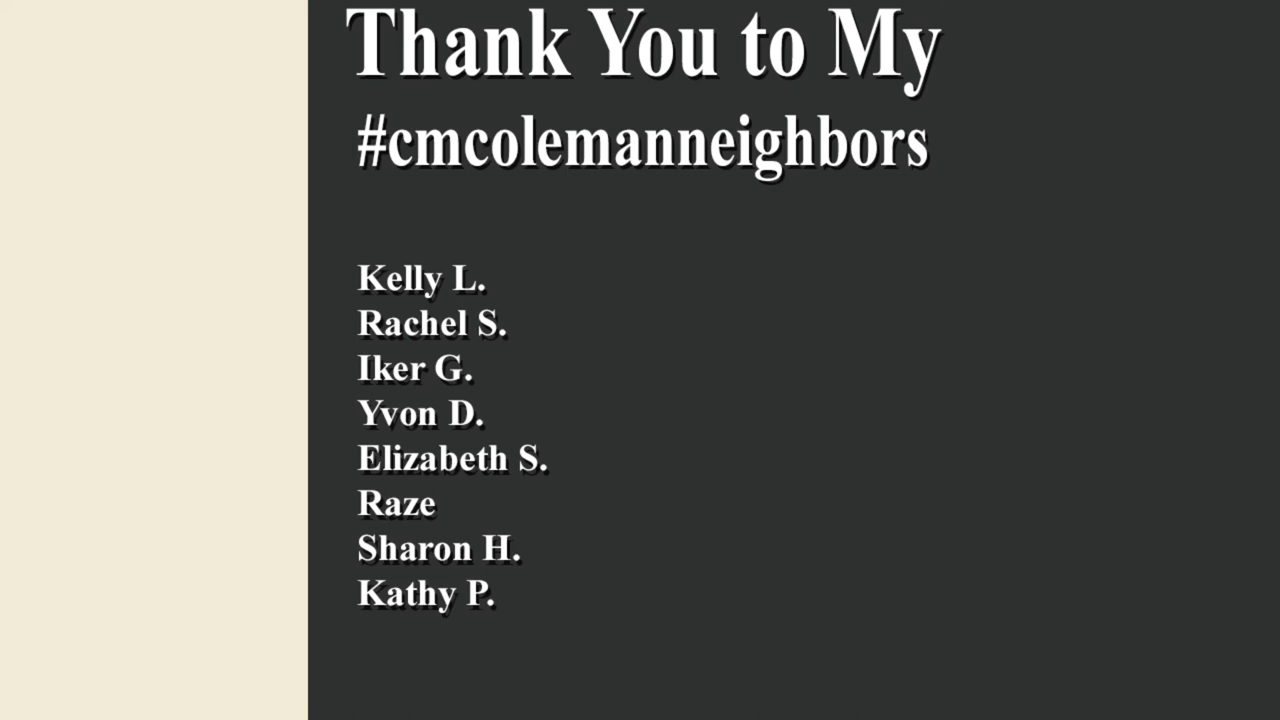 Thank You to My
#cmcolemanneighbors
Kelly L.
Rachel S.
Iker G.
Yvon D.
Elizabeth S.
Raze
Sharon H.
Kathy P.